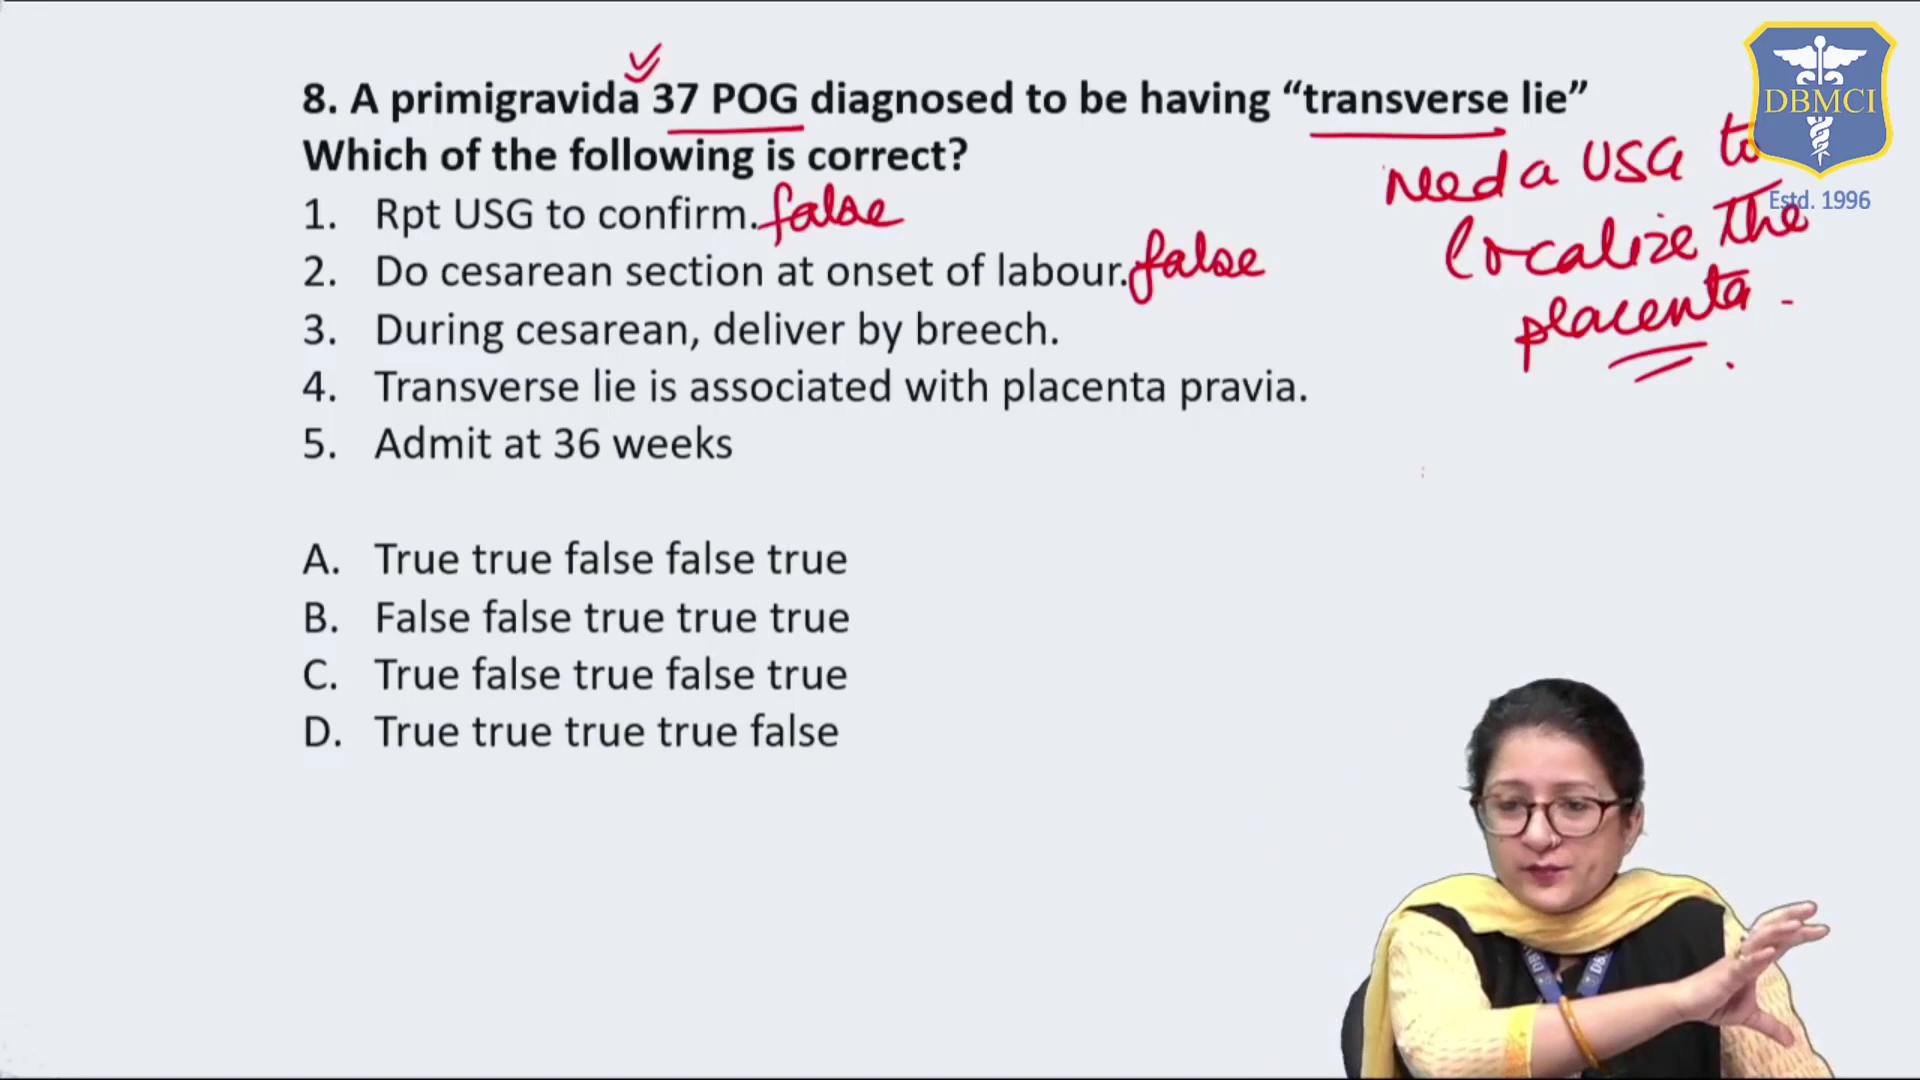 8. A primigravida 37 POG diagnosed to be having “transverse lie”
Which of the following is correct?
1. Rpt USG to confirm. false
2. Do cesarean section at onset of labour. false
3. During cesarean, deliver by breech.
4. Transverse lie is associated with placenta pravia.
5. Admit at 36 weeks
A. True true false false true
B. False false true true true
C. True false true false true
D. True true true true false
Need a USG to
localize the
placenta.
DBMCI
Estd. 1996